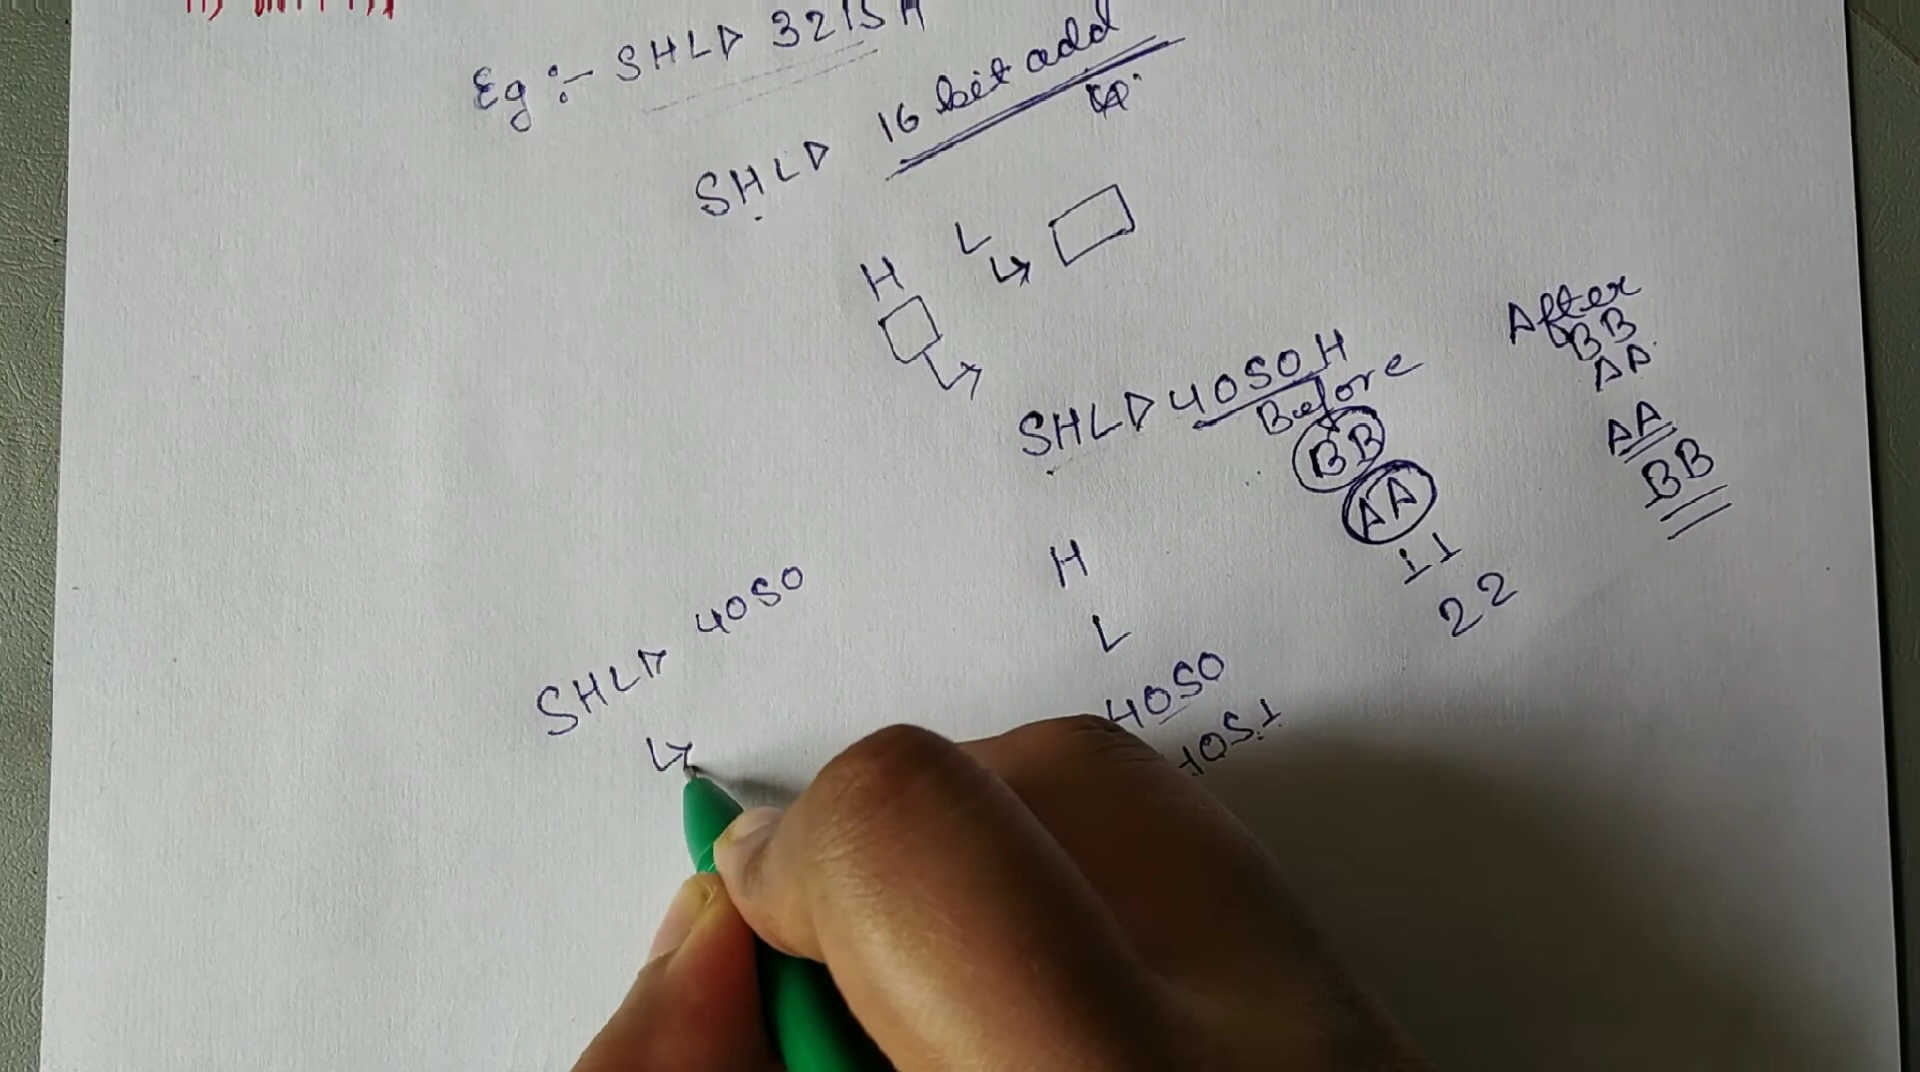 Eg :- SHLD 3215H
SHLD 16 bit add
H L
SHLD 4050H
Before After
H BB BB
L AA AA
4050 11 AA
4051 22 BB
SHLD 4050